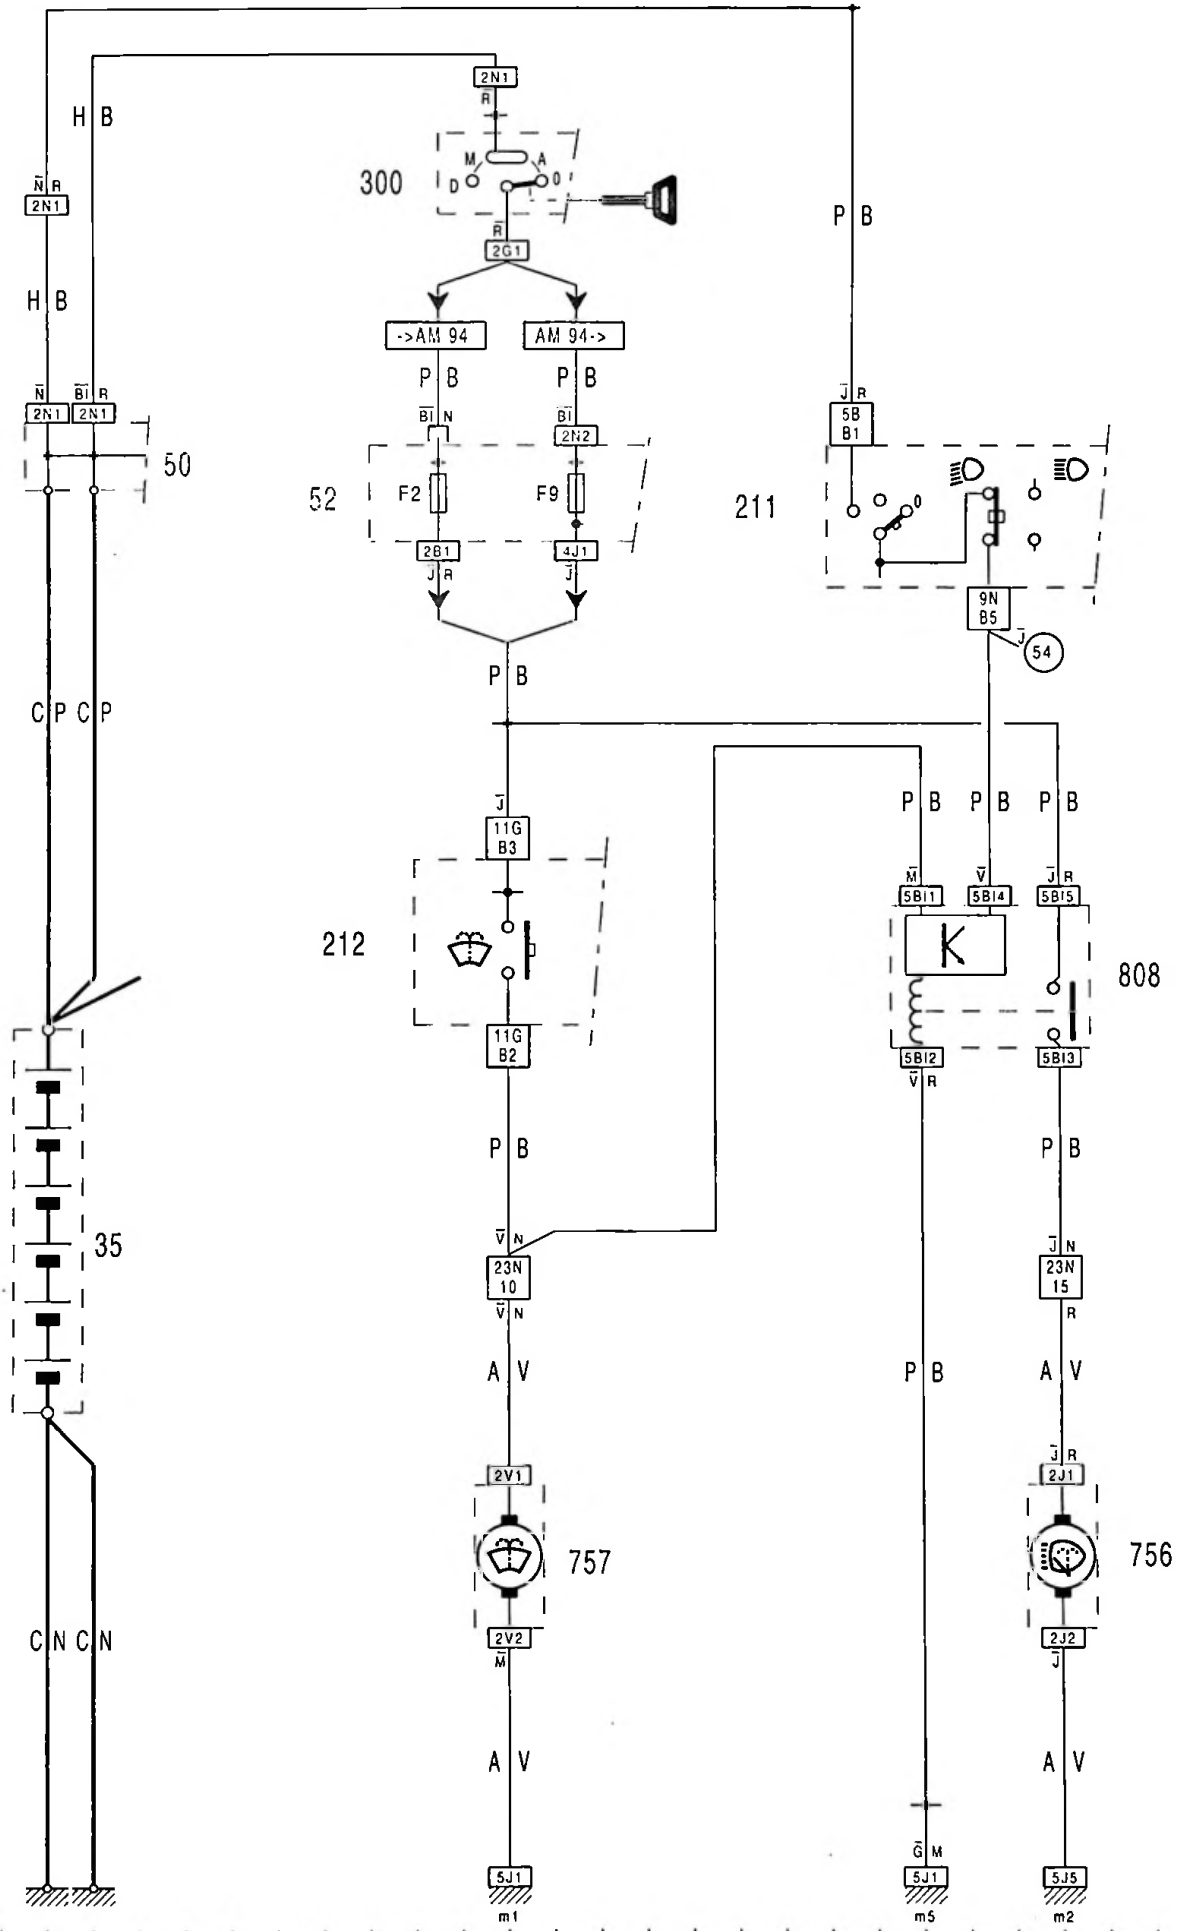 2N1
R̅
H B
300
M A
D 0
N̅ R
2N1
P B
R̅
2G1
H B
->AM 94
AM 94->
P B
P B
N̅
BI̅ R
J̅ R
2N1
2N1
BI̅ N
BI̅
5B
B1
2N2
50
52
F2
F9
211
0
2B1
4J1
J̅ R
J̅
9N
B5
J̅
54
P B
C P C P
J̅
P B
P B
P B
11G
B3
M̅
V̅
J̅ R
5BI1
5BI4
5BI5
212
K
808
11G
B2
5BI2
5BI3
V̅ R
P B
P B
35
V̅ N
J̅ N
23N
10
23N
15
V̅ N
R
A V
P B
A V
J̅ R
2V1
2J1
757
756
2V2
2J2
M̅
J̅
C N C N
A V
A V
G̅ M
5J1
5J1
5J5
m1
m5
m2